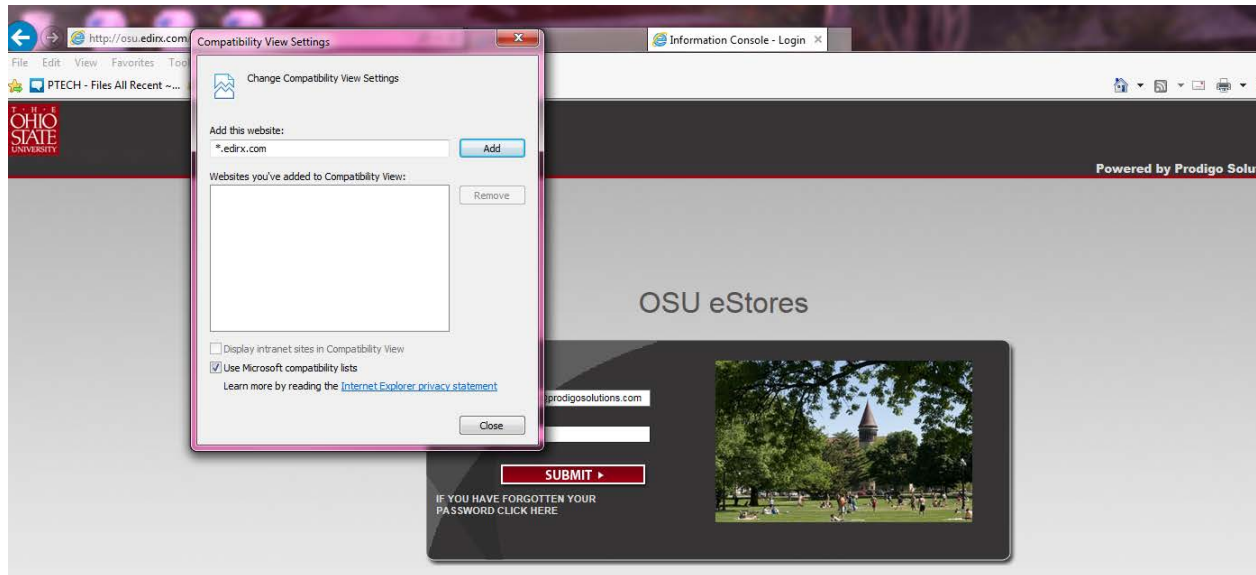 http://osu.edirx.com/
Information Console - Login
File Edit View Favorites
PTECH - Files All Recent ~...
Compatibility View Settings
Change Compatibility View Settings
Add this website:
*.edirx.com
Add
Websites you've added to Compatibility View:
Remove
Display intranet sites in Compatibility View
Use Microsoft compatibility lists
Learn more by reading the Internet Explorer privacy statement
Close
T · H · E
OHIO
STATE
UNIVERSITY
Powered by Prodigo Solu
OSU eStores
prodigosolutions.com
SUBMIT
IF YOU HAVE FORGOTTEN YOUR
PASSWORD CLICK HERE